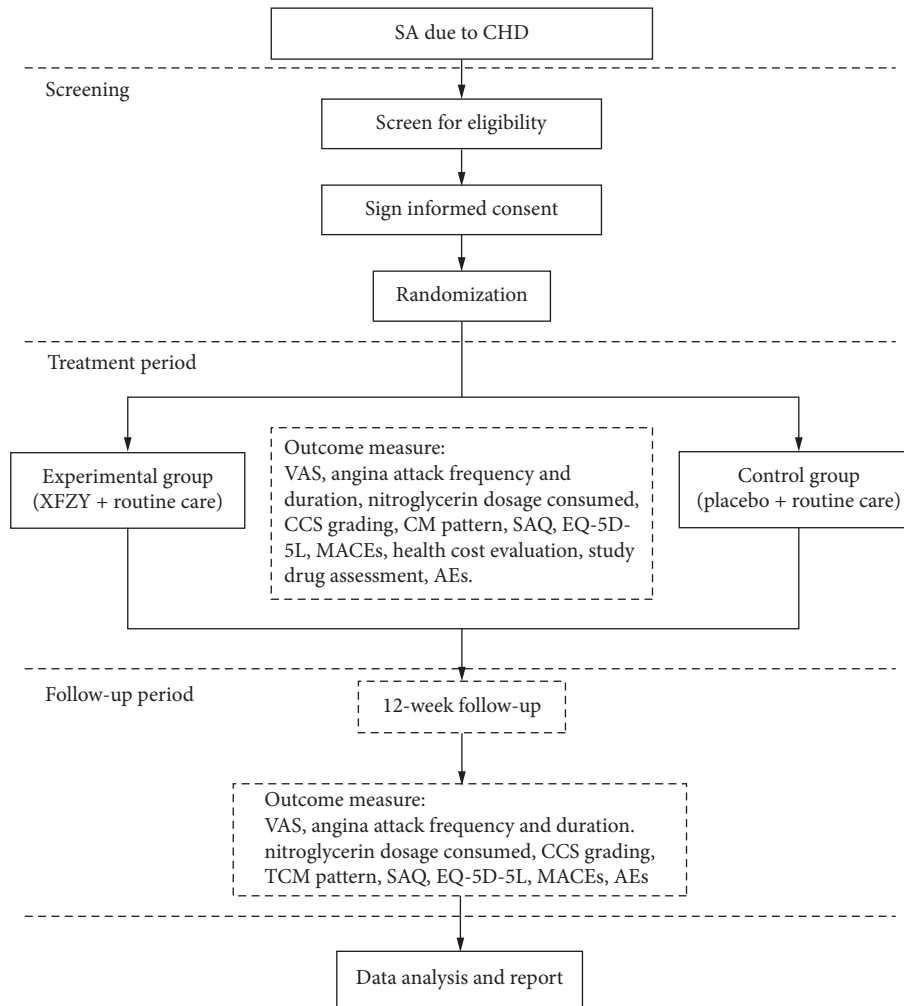 SA due to CHD
Screening
Screen for eligibility
Sign informed consent
Randomization
Treatment period
Experimental group
(XFZY + routine care)
Outcome measure:
VAS, angina attack frequency and
duration, nitroglycerin dosage consumed,
CCS grading, CM pattern, SAQ, EQ-5D-
5L, MACEs, health cost evaluation, study
drug assessment, AEs.
Control group
(placebo + routine care)
Follow-up period
12-week follow-up
Outcome measure:
VAS, angina attack frequency and duration.
nitroglycerin dosage consumed, CCS grading,
TCM pattern, SAQ, EQ-5D-5L, MACEs, AEs
Data analysis and report